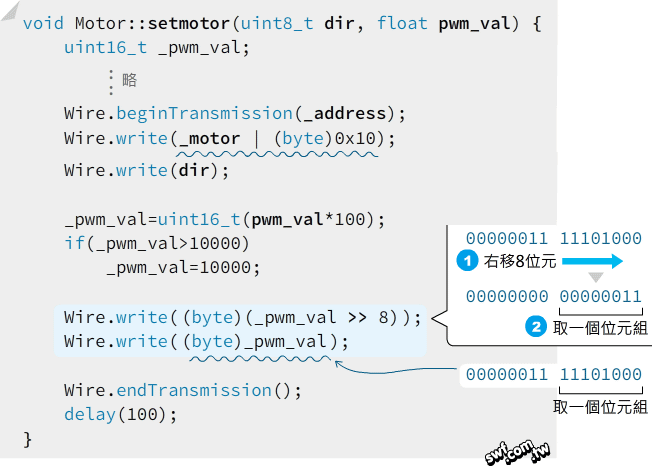 void Motor::setmotor(uint8_t dir, float pwm_val) {
uint16_t _pwm_val;
略
Wire.beginTransmission(_address);
Wire.write(_motor | (byte)0x10);
Wire.write(dir);
_pwm_val=uint16_t(pwm_val*100);
if(_pwm_val>10000)
_pwm_val=10000;
00000011 11101000
1 右移8位元
00000000 00000011
2 取一個位元組
Wire.write((byte)(_pwm_val >> 8));
Wire.write((byte)_pwm_val);
00000011 11101000
取一個位元組
Wire.endTransmission();
delay(100);
}
swf.com.tw